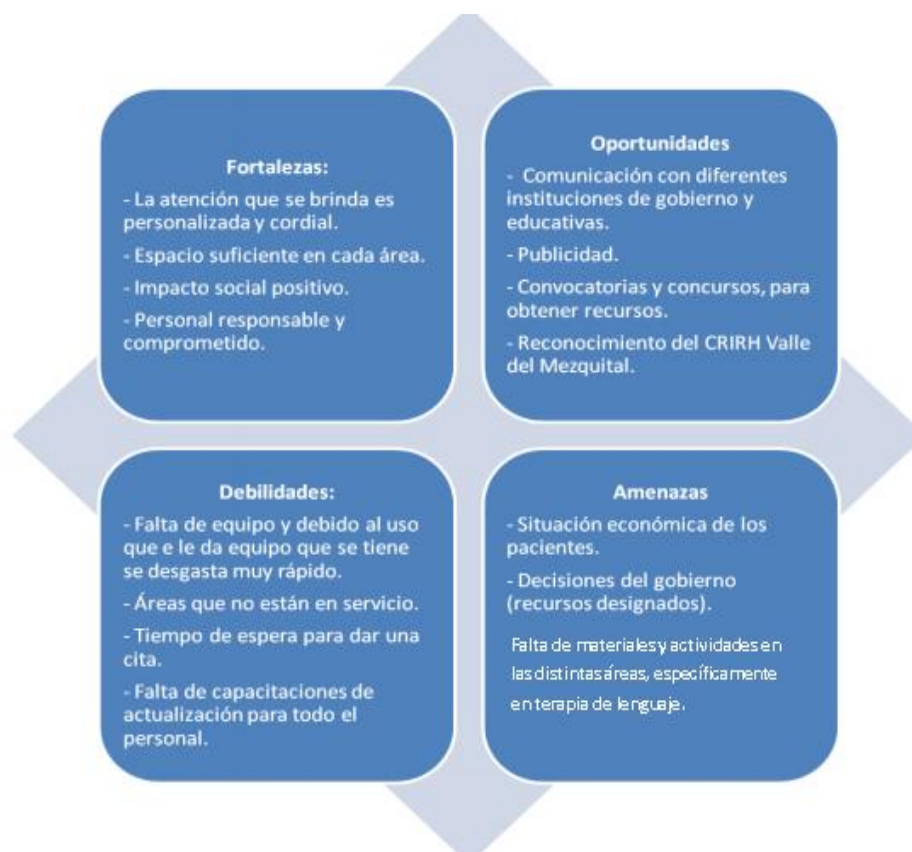 Fortalezas:
- La atención que se brinda es
personalizada y cordial.
- Espacio suficiente en cada área.
- Impacto social positivo.
- Personal responsable y
comprometido.
Oportunidades
- Comunicación con diferentes
instituciones de gobierno y
educativas.
- Publicidad.
- Convocatorias y concursos, para
obtener recursos.
- Reconocimiento del CRIRH Valle
del Mezquital.
Debilidades:
- Falta de equipo y debido al uso
que e le da equipo que se tiene
se desgasta muy rápido.
- Áreas que no están en servicio.
- Tiempo de espera para dar una
cita.
- Falta de capacitaciones de
actualización para todo el
personal.
Amenazas
- Situación económica de los
pacientes.
- Decisiones del gobierno
(recursos designados).
Falta de materiales y actividades en
las distintas áreas, específicamente
en terapia de lenguaje.